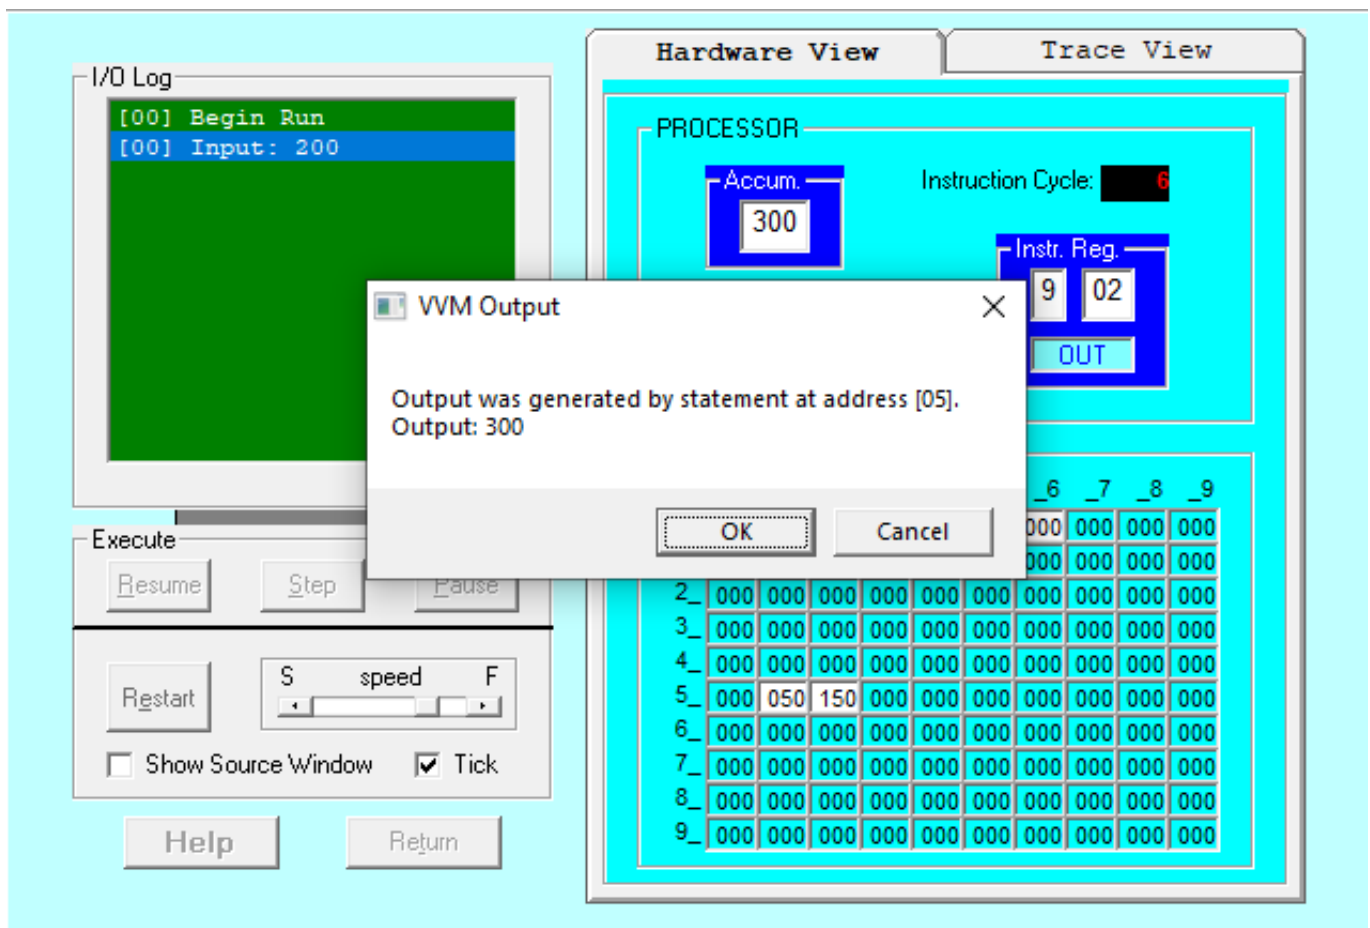 Hardware View
Trace View
I/O Log
[00] Begin Run
[00] Input: 200
PROCESSOR
Accum.
300
Instruction Cycle: 6
Instr. Reg.
9 02
OUT
VVM Output
Output was generated by statement at address [05].
Output: 300
OK
Cancel
_6 _7 _8 _9
000 000 000 000
000 000 000 000
2_ 000 000 000 000 000 000 000 000 000 000
3_ 000 000 000 000 000 000 000 000 000 000
4_ 000 000 000 000 000 000 000 000 000 000
5_ 000 050 150 000 000 000 000 000 000 000
6_ 000 000 000 000 000 000 000 000 000 000
7_ 000 000 000 000 000 000 000 000 000 000
8_ 000 000 000 000 000 000 000 000 000 000
9_ 000 000 000 000 000 000 000 000 000 000
Execute
Resume
Step
Pause
Restart
S speed F
Show Source Window
Tick
Help
Return